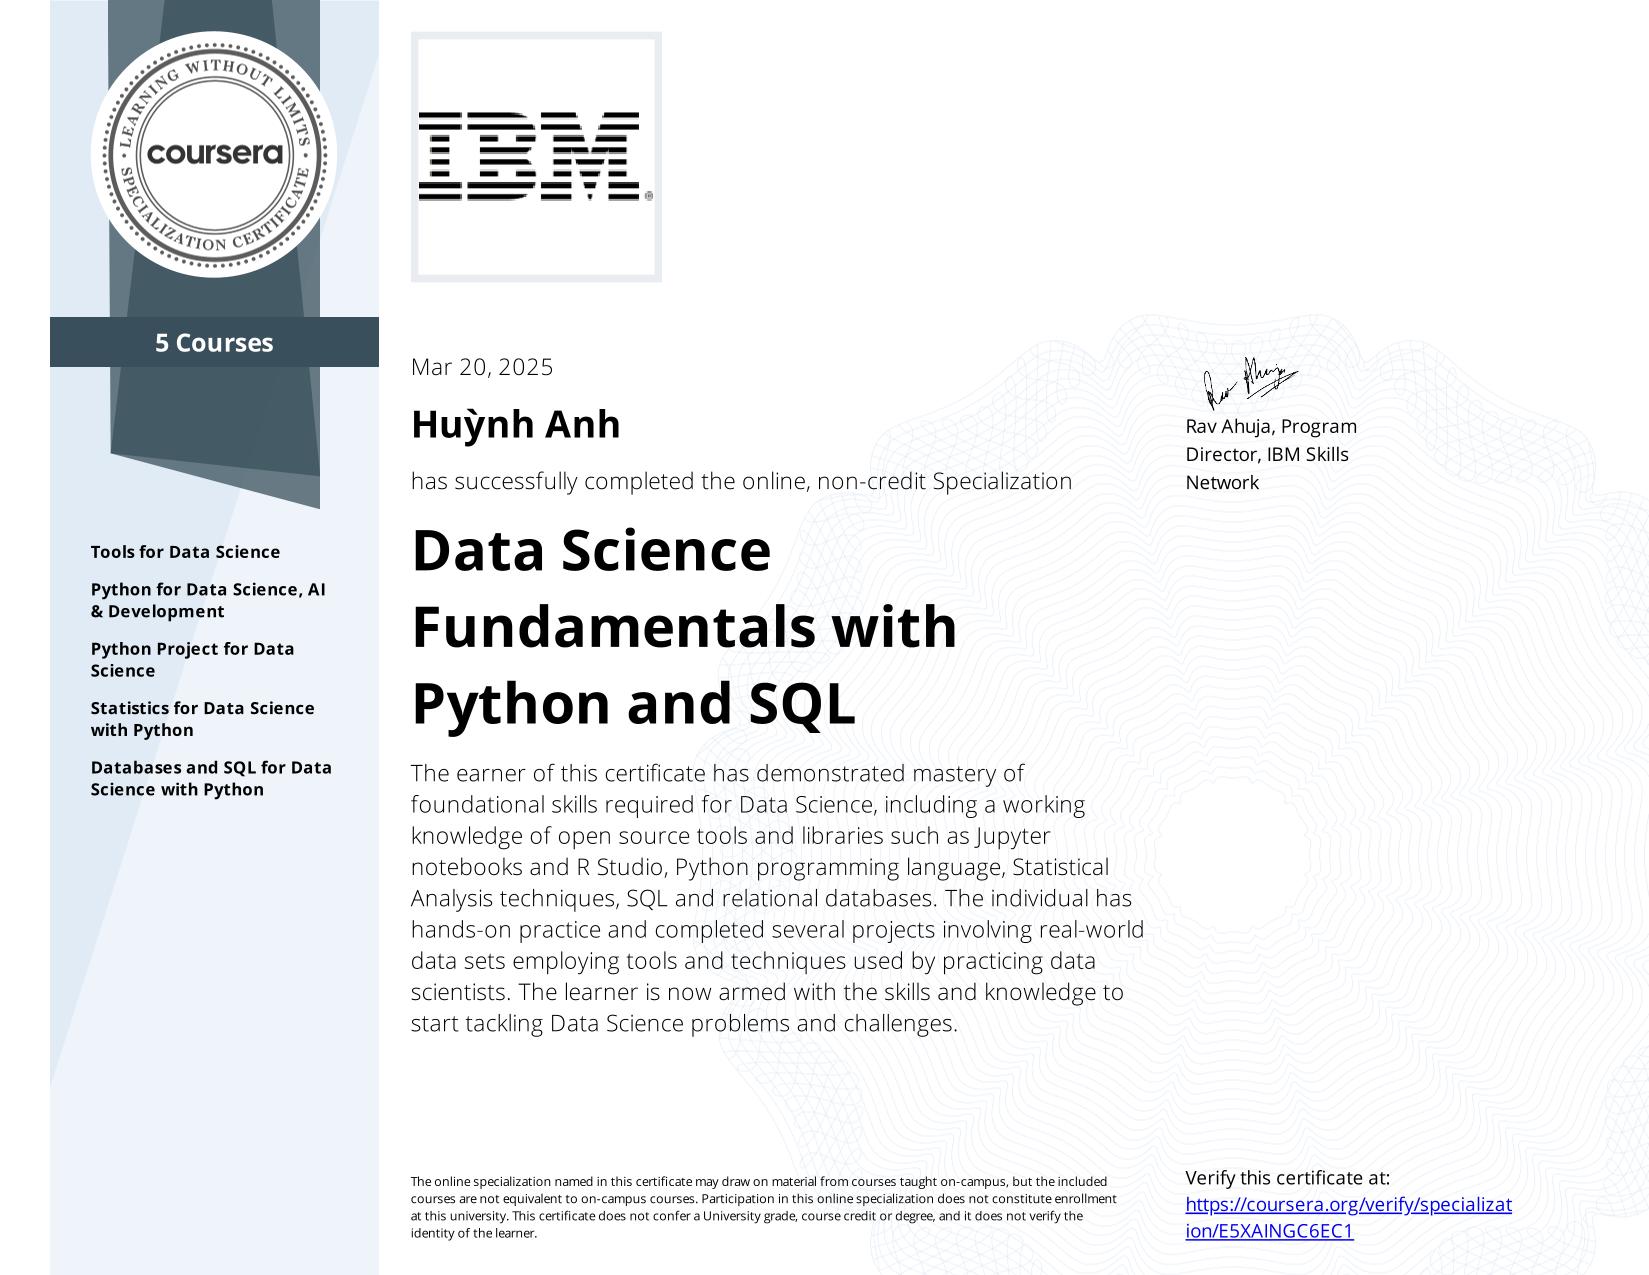 LEARNING WITHOUT LIMITS
coursera
SPECIALIZATION CERTIFICATE
5 Courses
Tools for Data Science
Python for Data Science, AI
& Development
Python Project for Data
Science
Statistics for Data Science
with Python
Databases and SQL for Data
Science with Python
IBM®
Mar 20, 2025
Huỳnh Anh
has successfully completed the online, non-credit Specialization
Data Science
Fundamentals with
Python and SQL
The earner of this certificate has demonstrated mastery of
foundational skills required for Data Science, including a working
knowledge of open source tools and libraries such as Jupyter
notebooks and R Studio, Python programming language, Statistical
Analysis techniques, SQL and relational databases. The individual has
hands-on practice and completed several projects involving real-world
data sets employing tools and techniques used by practicing data
scientists. The learner is now armed with the skills and knowledge to
start tackling Data Science problems and challenges.
Rav Ahuja
Rav Ahuja, Program
Director, IBM Skills
Network
The online specialization named in this certificate may draw on material from courses taught on-campus, but the included
courses are not equivalent to on-campus courses. Participation in this online specialization does not constitute enrollment
at this university. This certificate does not confer a University grade, course credit or degree, and it does not verify the
identity of the learner.
Verify this certificate at:
https://coursera.org/verify/specializat
ion/E5XAINGC6EC1